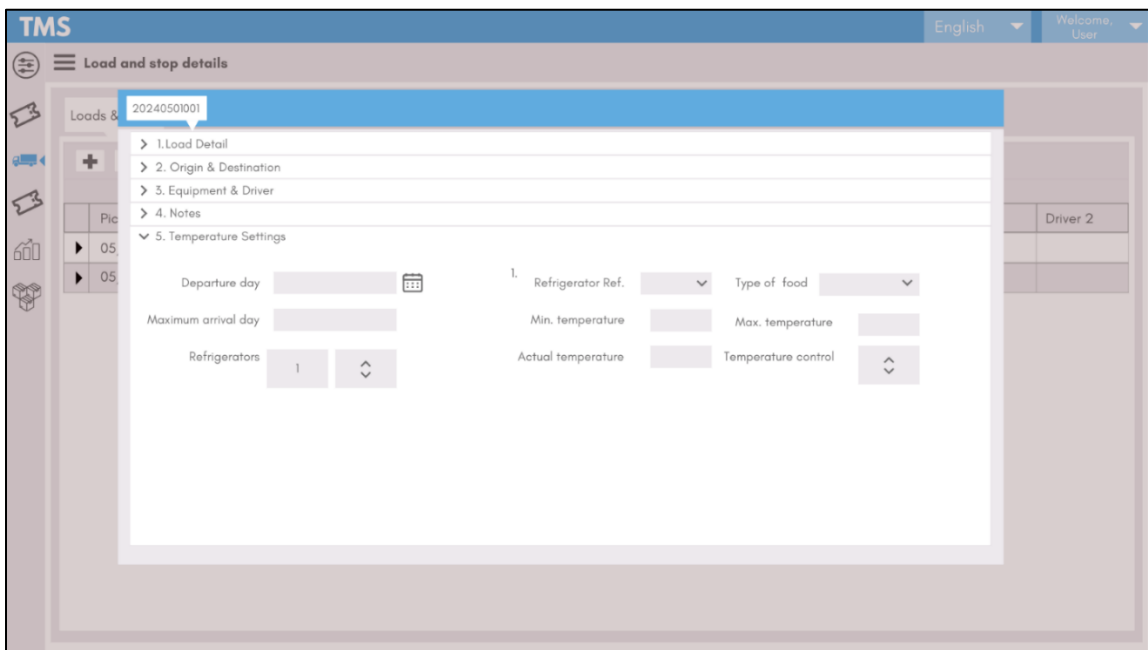 TMS
English
Welcome,
User
Load and stop details
Loads &
20240501001
1.Load Detail
2. Origin & Destination
3. Equipment & Driver
4. Notes
5. Temperature Settings
Pic
Driver 2
05
05
Departure day
1. Refrigerator Ref. Type of food
Maximum arrival day Min. temperature Max. temperature
Refrigerators 1 Actual temperature Temperature control